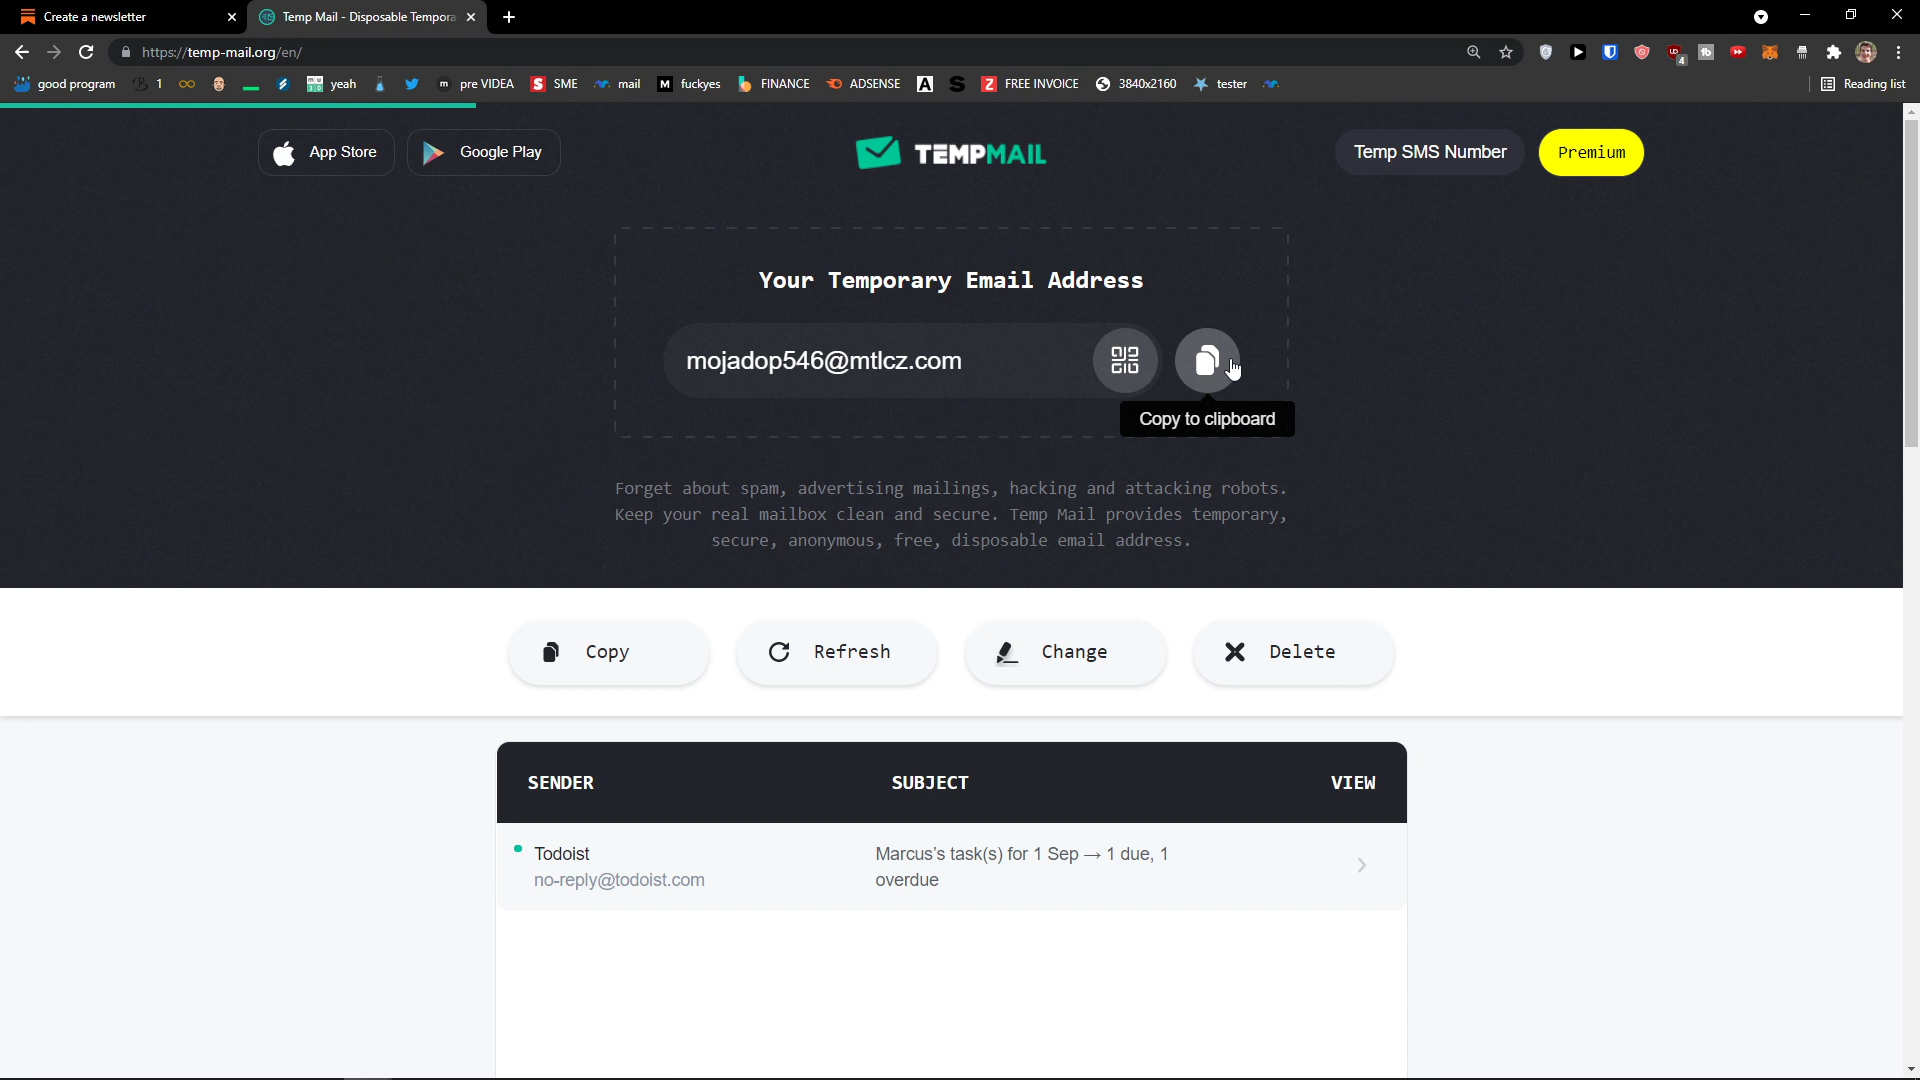 Create a newsletter
Temp Mail - Disposable Tempora
https://temp-mail.org/en/
4
good program
1
yeah
pre VIDEA
SME
mail
fuckyes
FINANCE
ADSENSE
FREE INVOICE
3840x2160
tester
Reading list
App Store
Google Play
TEMPMAIL
Temp SMS Number
Premium
Your Temporary Email Address
mojadop546@mtlcz.com
Copy to clipboard
Forget about spam, advertising mailings, hacking and attacking robots.
Keep your real mailbox clean and secure. Temp Mail provides temporary,
secure, anonymous, free, disposable email address.
Copy
Refresh
Change
Delete
SENDER
SUBJECT
VIEW
Todoist
no-reply@todoist.com
Marcus's task(s) for 1 Sep → 1 due, 1
overdue